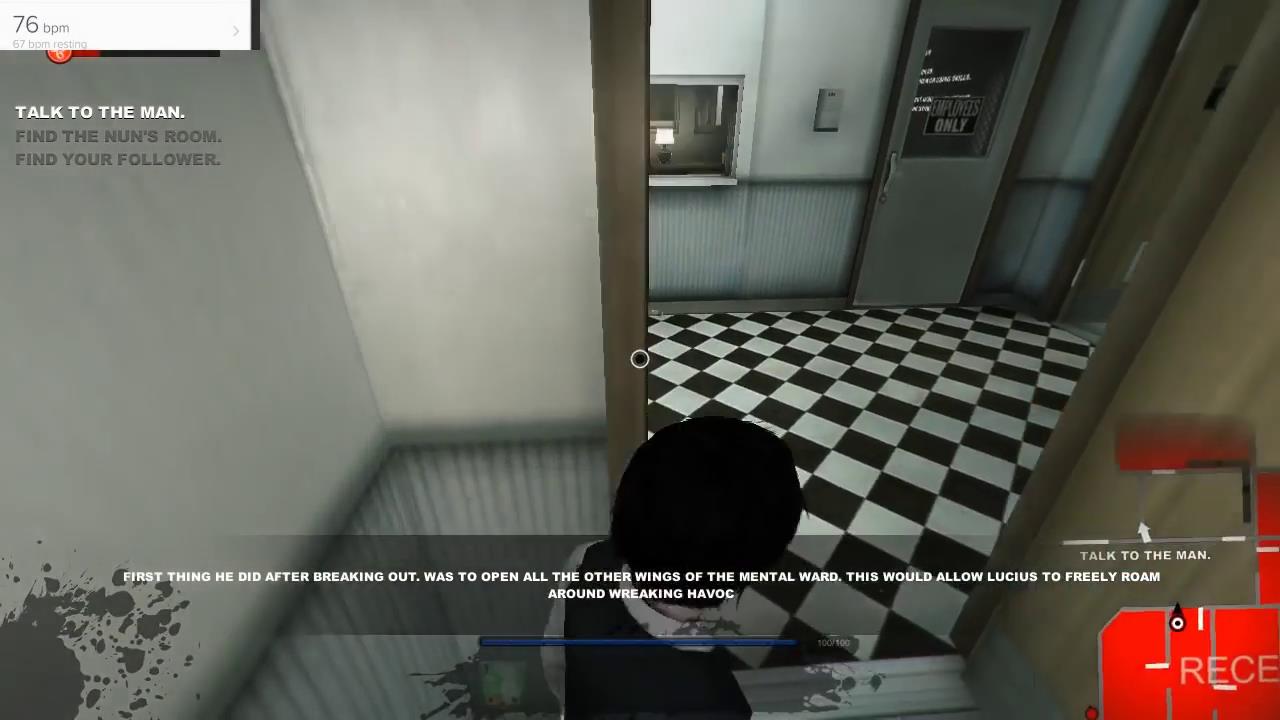 76 bpm
67 bpm resting
6
TALK TO THE MAN.
FIND THE NUN'S ROOM.
FIND YOUR FOLLOWER.
EMPLOYEES
ONLY
TALK TO THE MAN.
FIRST THING HE DID AFTER BREAKING OUT. WAS TO OPEN ALL THE OTHER WINGS OF THE MENTAL WARD. THIS WOULD ALLOW LUCIUS TO FREELY ROAM
AROUND WREAKING HAVOC
100/100
RECE